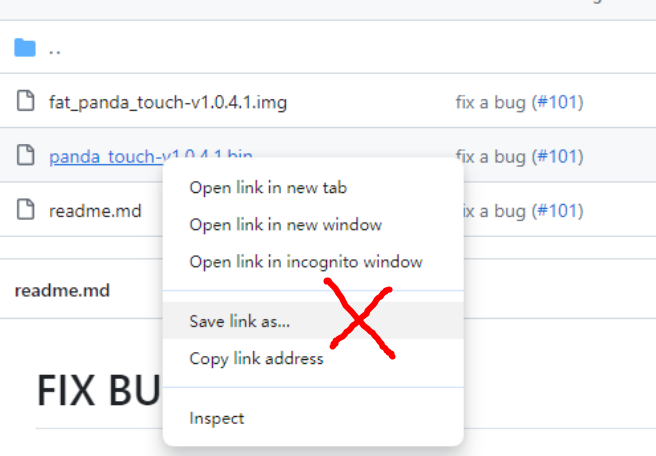 ..
fat_panda_touch-v1.0.4.1.img fix a bug (#101)
panda_touch-v1.0.4.1.bin fix a bug (#101)
Open link in new tab
readme.md Open link in new window ix a bug (#101)
Open link in incognito window
readme.md
Save link as...
Copy link address
FIX BU
Inspect